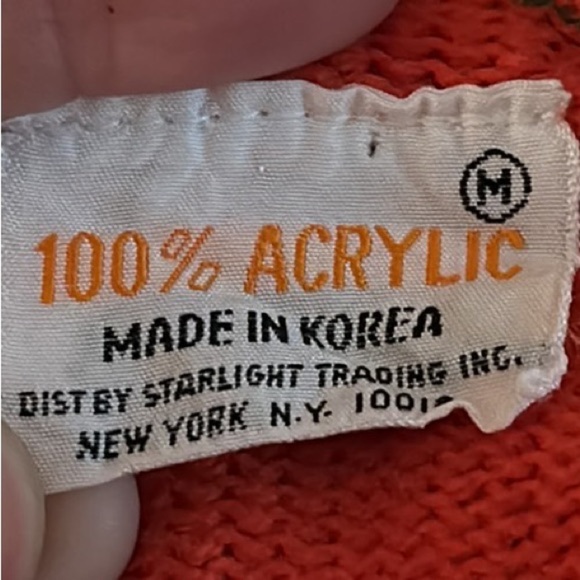 M
100% ACRYLIC
MADE IN KOREA
DIST BY STARLIGHT TRADING INC.
NEW YORK N.Y.